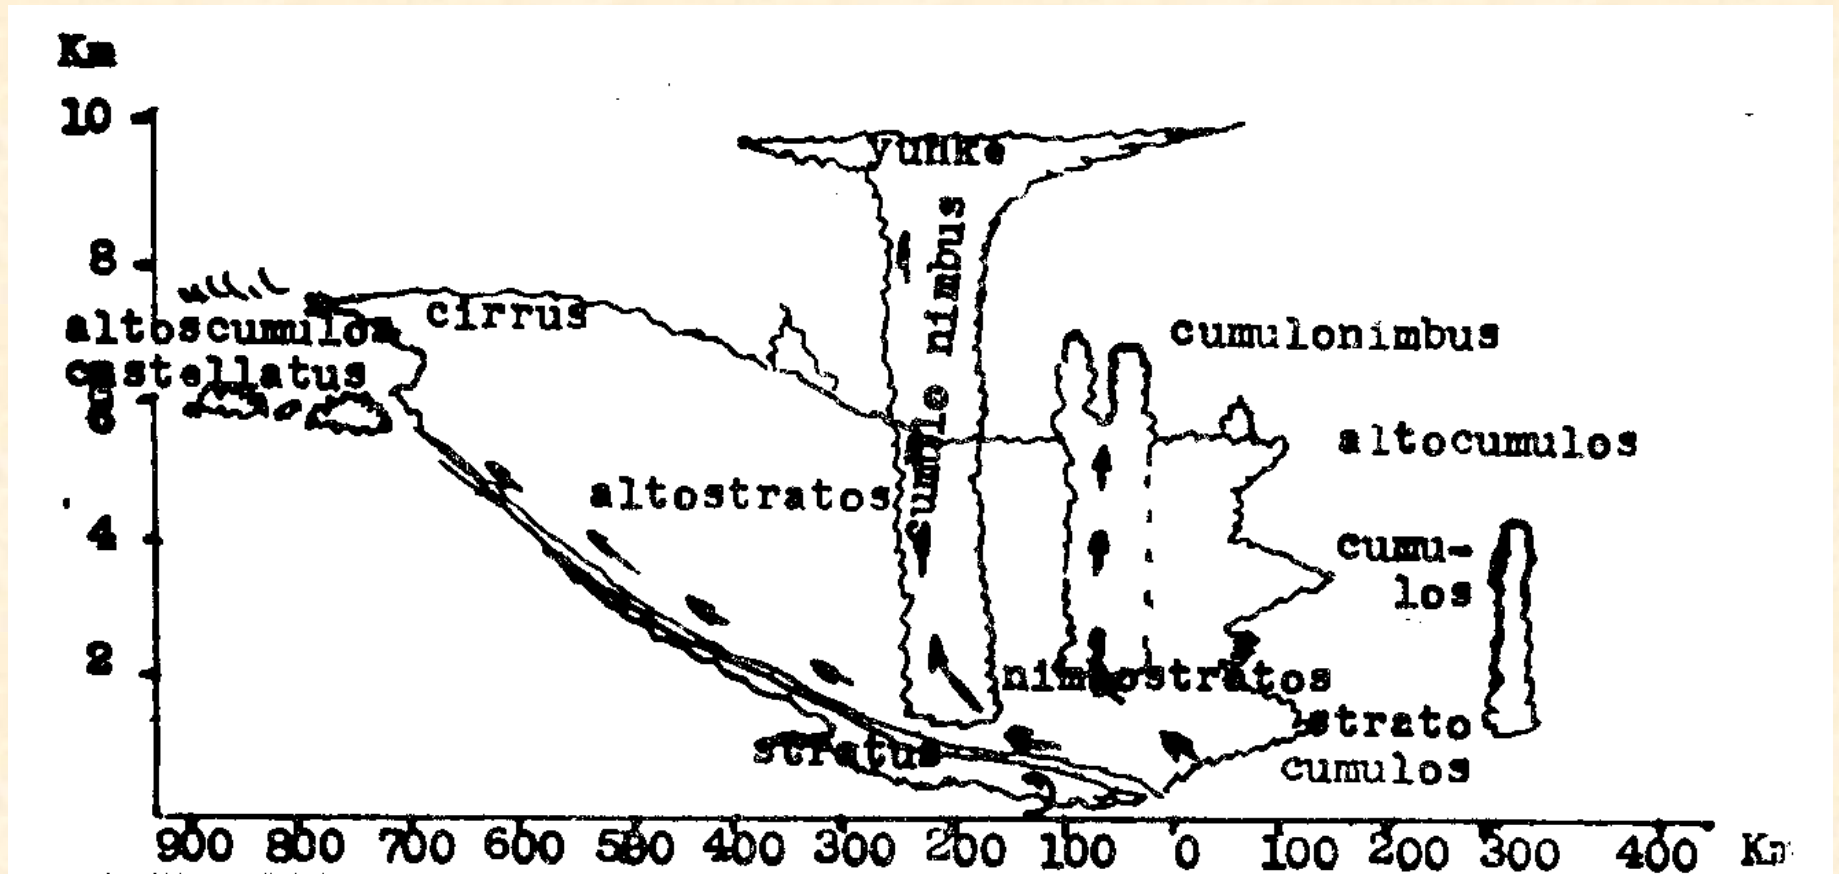 Km
10
yunke
8
cirrus
altoscumulos
castellatus
6
cumulo nimbus
cumulonimbus
altocumulos
altostratos
4
cumu-
los
2
nimbostratos
strato
cumulos
stratus
900 800 700 600 500 400 300 200 100 0 100 200 300 400 Km